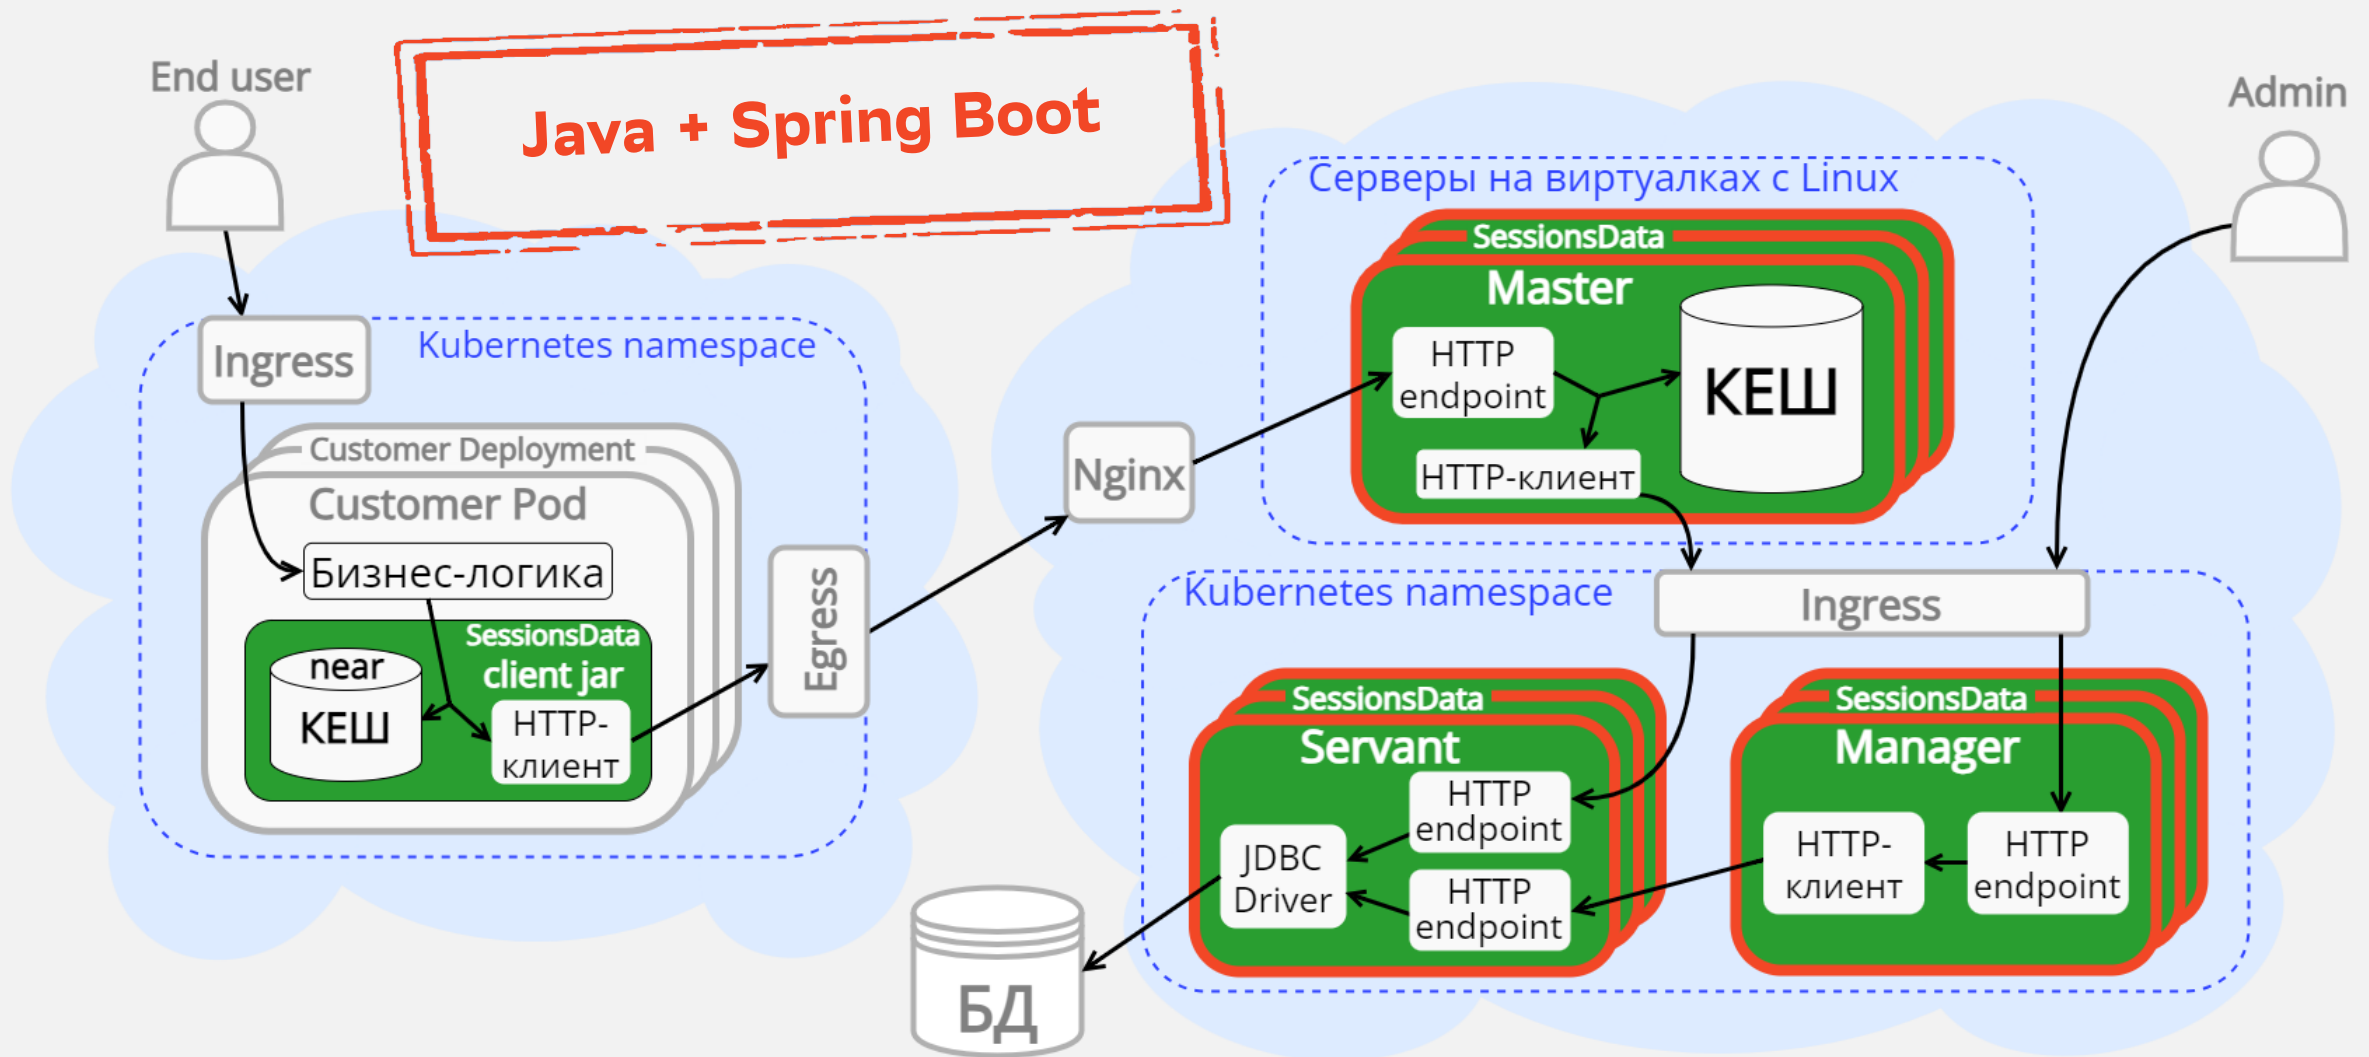 End user
Java + Spring Boot
Admin
Ingress
Kubernetes namespace
Customer Deployment
Customer Pod
Бизнес-логика
SessionsData
client jar
near
КЕШ
HTTP-
клиент
Egress
Nginx
Серверы на виртуалках с Linux
SessionsData
Master
HTTP
endpoint
КЕШ
HTTP-клиент
Kubernetes namespace
Ingress
SessionsData
Servant
HTTP
endpoint
JDBC
Driver
HTTP
endpoint
SessionsData
Manager
HTTP-
клиент
HTTP
endpoint
БД